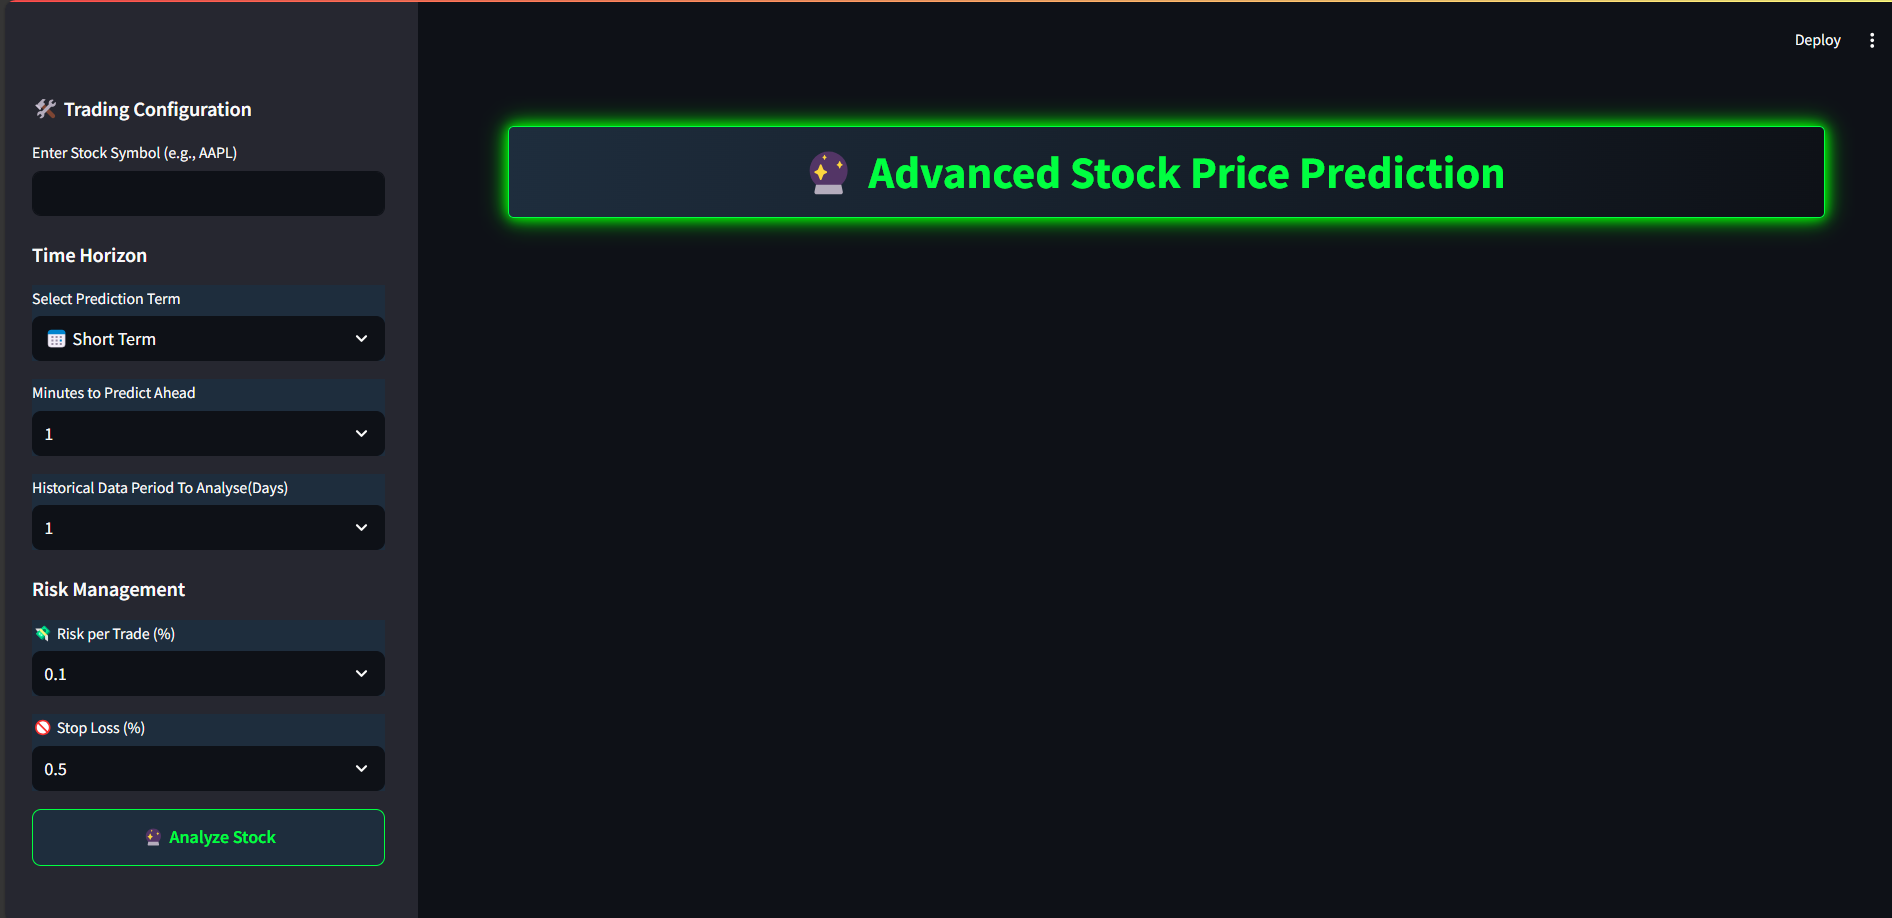 Deploy
🛠️ Trading Configuration
Enter Stock Symbol (e.g., AAPL)
Time Horizon
Select Prediction Term
📅 Short Term
Minutes to Predict Ahead
1
Historical Data Period To Analyse(Days)
1
Risk Management
💸 Risk per Trade (%)
0.1
🚫 Stop Loss (%)
0.5
🔮 Analyze Stock
🔮 Advanced Stock Price Prediction